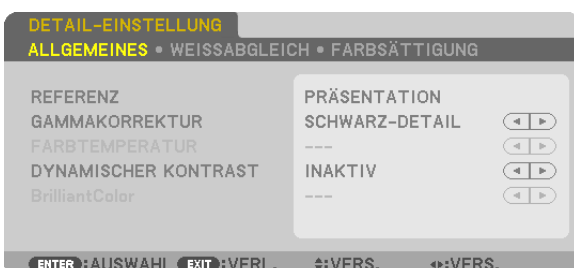 DETAIL-EINSTELLUNG
ALLGEMEINES • WEISSABGLEICH • FARBSÄTTIGUNG
REFERENZ PRÄSENTATION
GAMMAKORREKTUR SCHWARZ-DETAIL
FARBTEMPERATUR ---
DYNAMISCHER KONTRAST INAKTIV
BrilliantColor ---
ENTER :AUSWAHL EXIT :VERL. :VERS. :VERS.